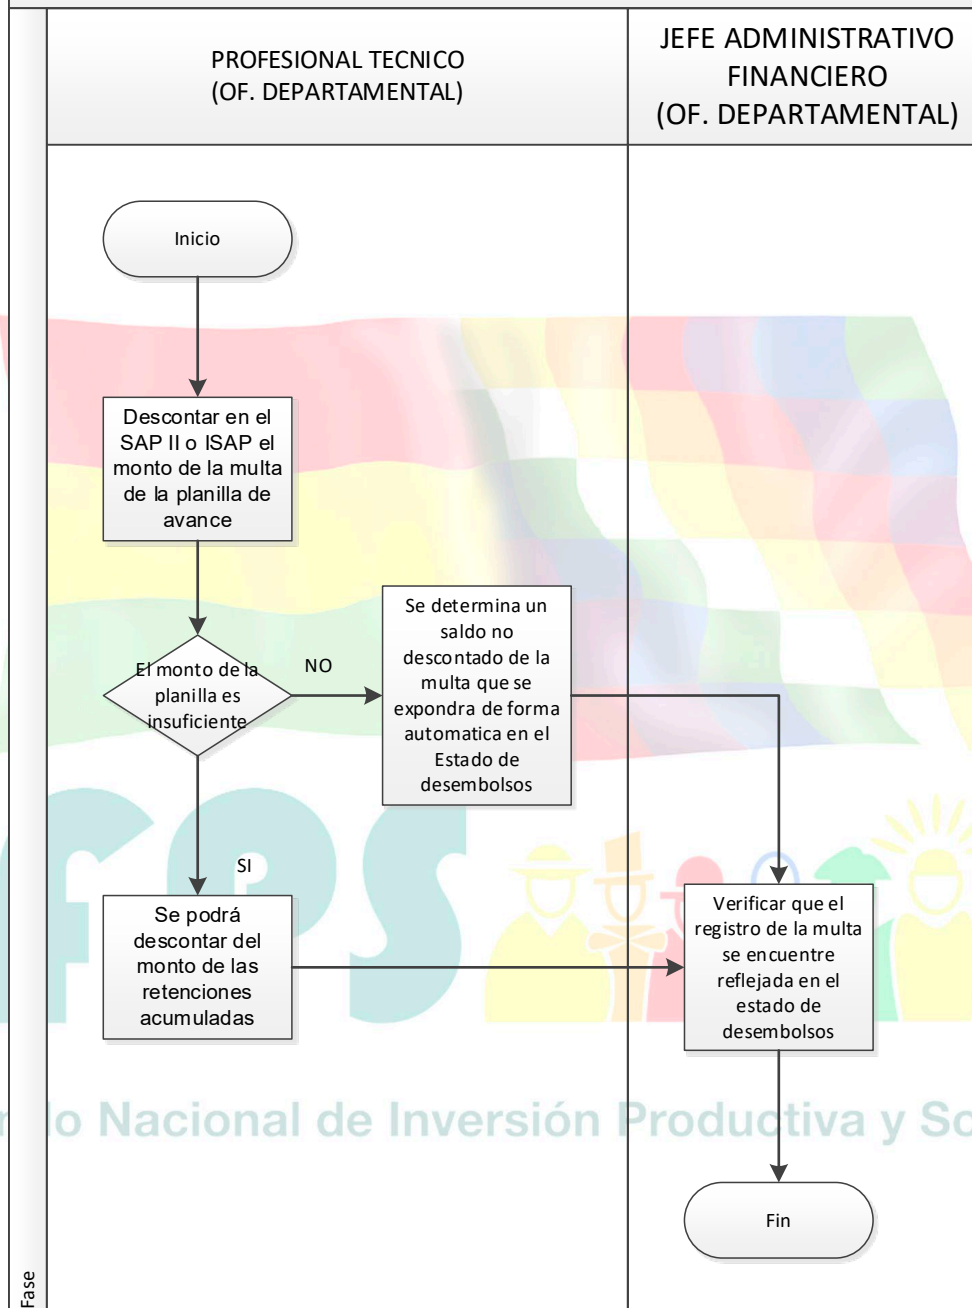 PROFESIONAL TECNICO
(OF. DEPARTAMENTAL)
JEFE ADMINISTRATIVO
FINANCIERO
(OF. DEPARTAMENTAL)
Inicio
Descontar en el
SAP II o ISAP el
monto de la multa
de la planilla de
avance
El monto de la
planilla es
insuficiente
NO
Se determina un
saldo no
descontado de la
multa que se
expondra de forma
automatica en el
Estado de
desembolsos
SI
Se podrá
descontar del
monto de las
retenciones
acumuladas
Verificar que el
registro de la multa
se encuentre
reflejada en el
estado de
desembolsos
Fin
fps
do Nacional de Inversión Productiva y So
Fase